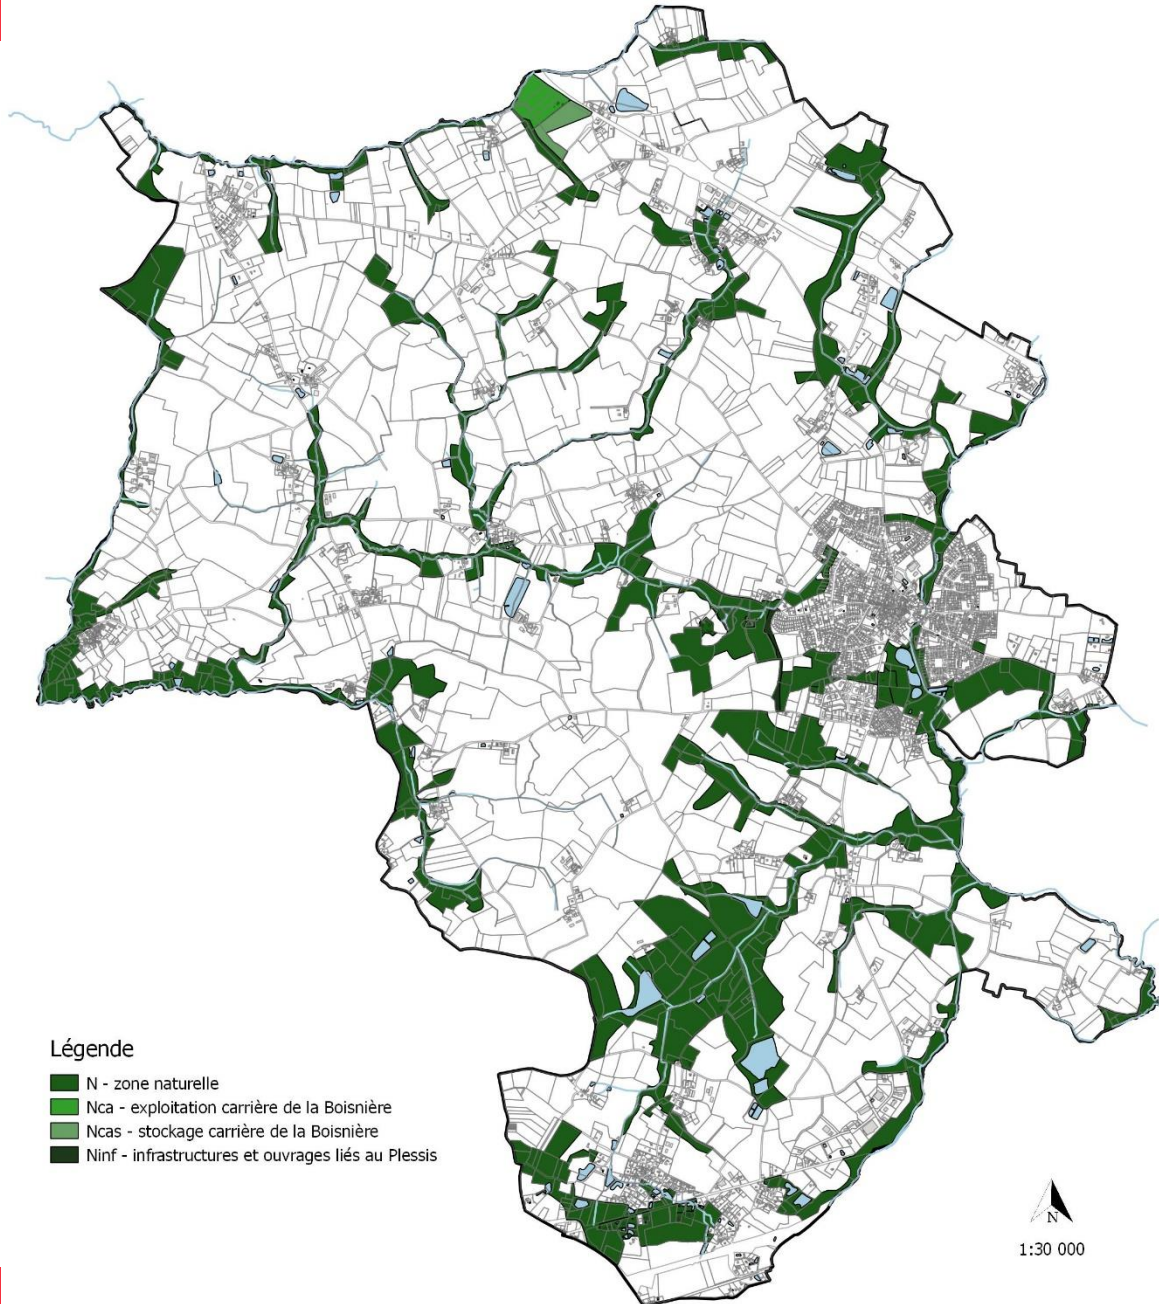 Légende
N - zone naturelle
Nca - exploitation carrière de la Boisnière
Ncas - stockage carrière de la Boisnière
Ninf - infrastructures et ouvrages liés au Plessis
N
1:30 000